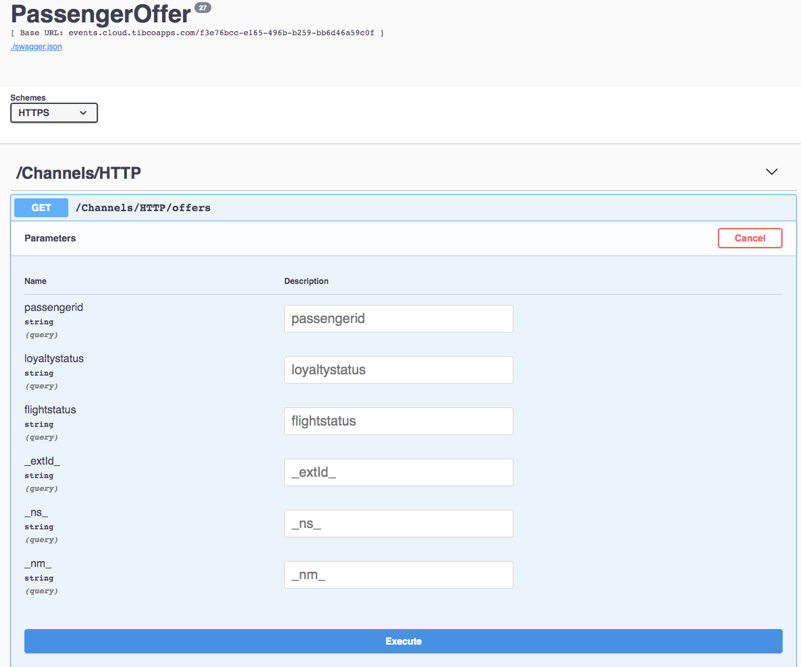 PassengerOffer 27
[ Base URL: events.cloud.tibcoapps.com/f3e76bcc-e165-496b-b259-bb6d46a59c0f ]
./swagger.json
Schemes
HTTPS
/Channels/HTTP
GET /Channels/HTTP/offers
Parameters Cancel
Name Description
passengerid
string
(query)
passengerid
loyaltystatus
string
(query)
loyaltystatus
flightstatus
string
(query)
flightstatus
_extId_
string
(query)
_extId_
_ns_
string
(query)
_ns_
_nm_
string
(query)
_nm_
Execute